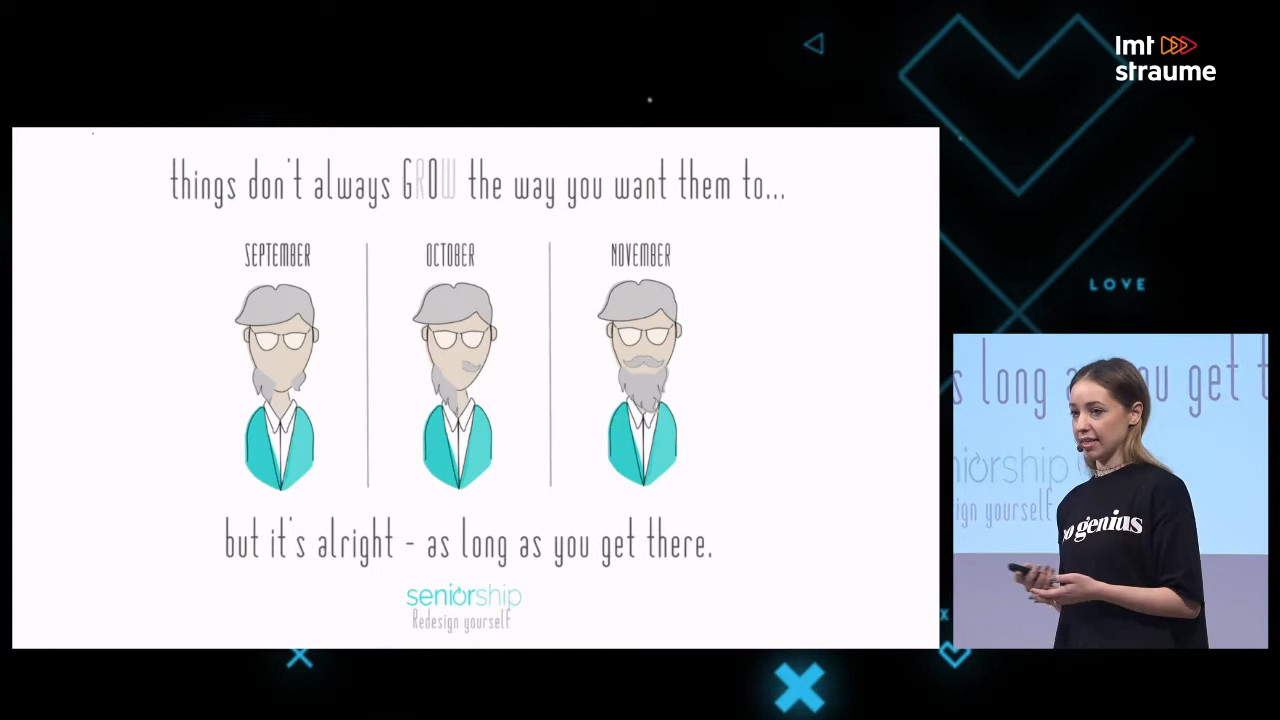 lmt
straume
things don't always GROW the way you want them to...
SEPTEMBER
OCTOBER
NOVEMBER
but it's alright - as long as you get there.
seniorship
Redesign yourself
LOVE
s long as you get t
niorship
ign yourself
o genius
x